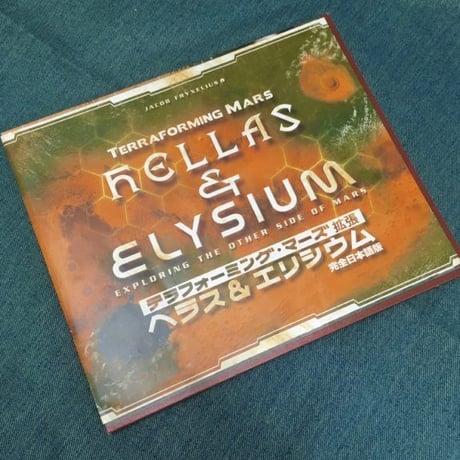 JACOB FRYXELIUS
TERRAFORMING MARS
HELLAS
&
ELYSIUM
EXPLORING THE OTHER SIDE OF MARS
テラフォーミング・マーズ 拡張
ヘラス & エリシウム
完全日本語版